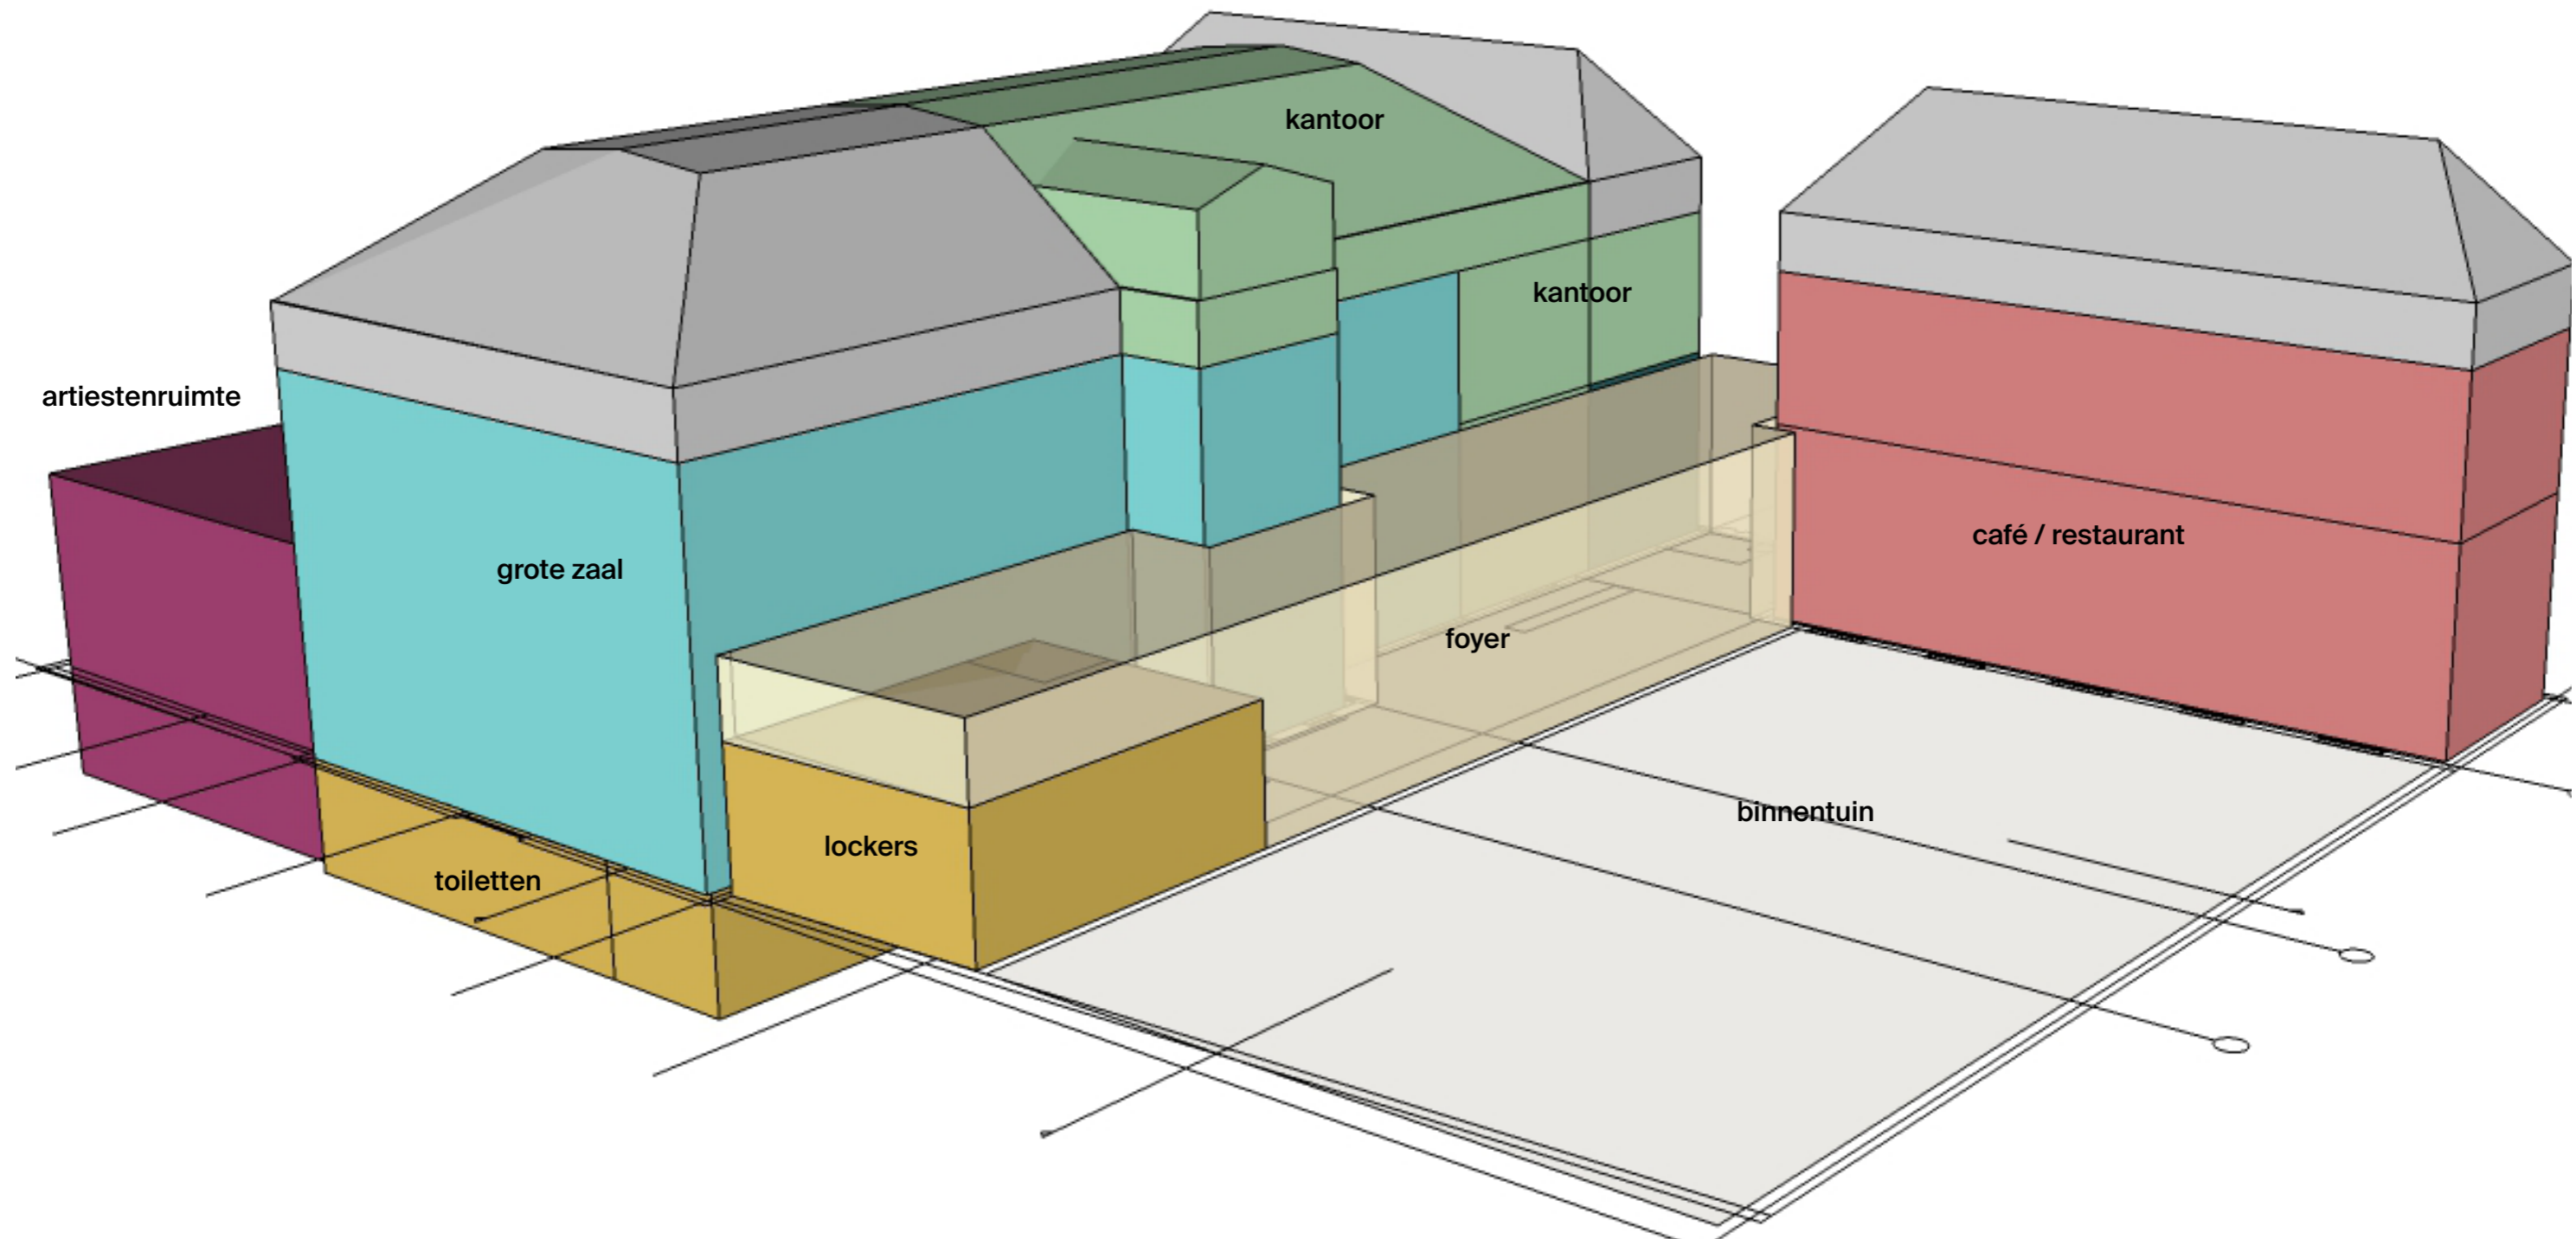 kantoor
kantoor
artiestenruimte
café / restaurant
grote zaal
foyer
binnentuin
lockers
toiletten